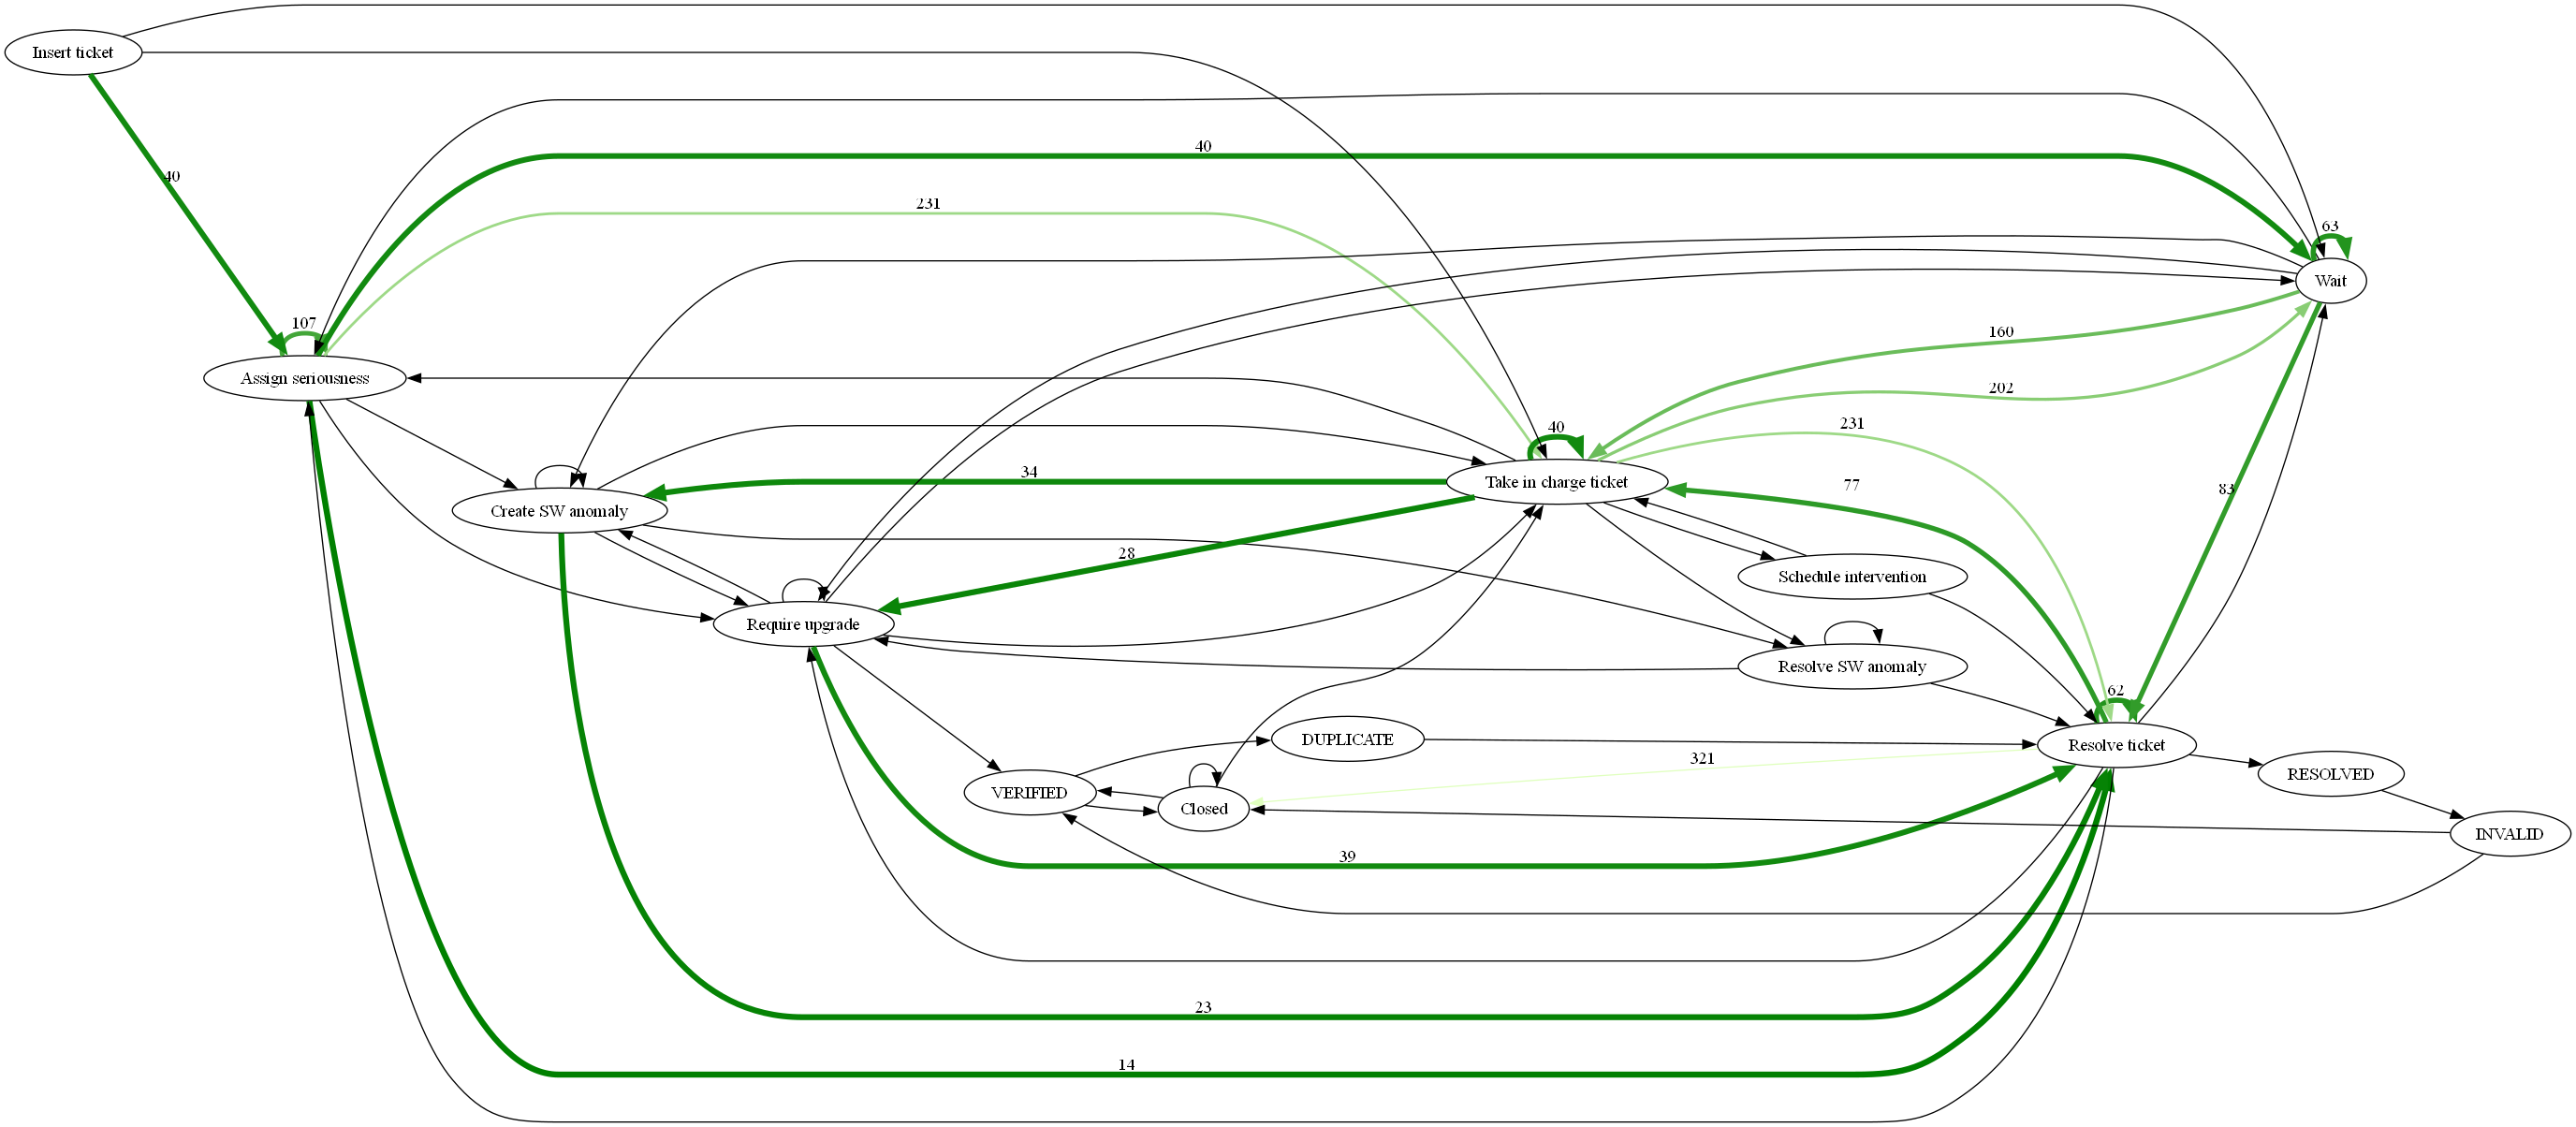 Insert ticket
40
40
231
63
Wait
107
160
Assign seriousness
202
231
40
34
77
Take in charge ticket
83
Create SW anomaly
28
Schedule intervention
Require upgrade
Resolve SW anomaly
62
DUPLICATE
Resolve ticket
321
RESOLVED
VERIFIED
Closed
INVALID
39
23
14